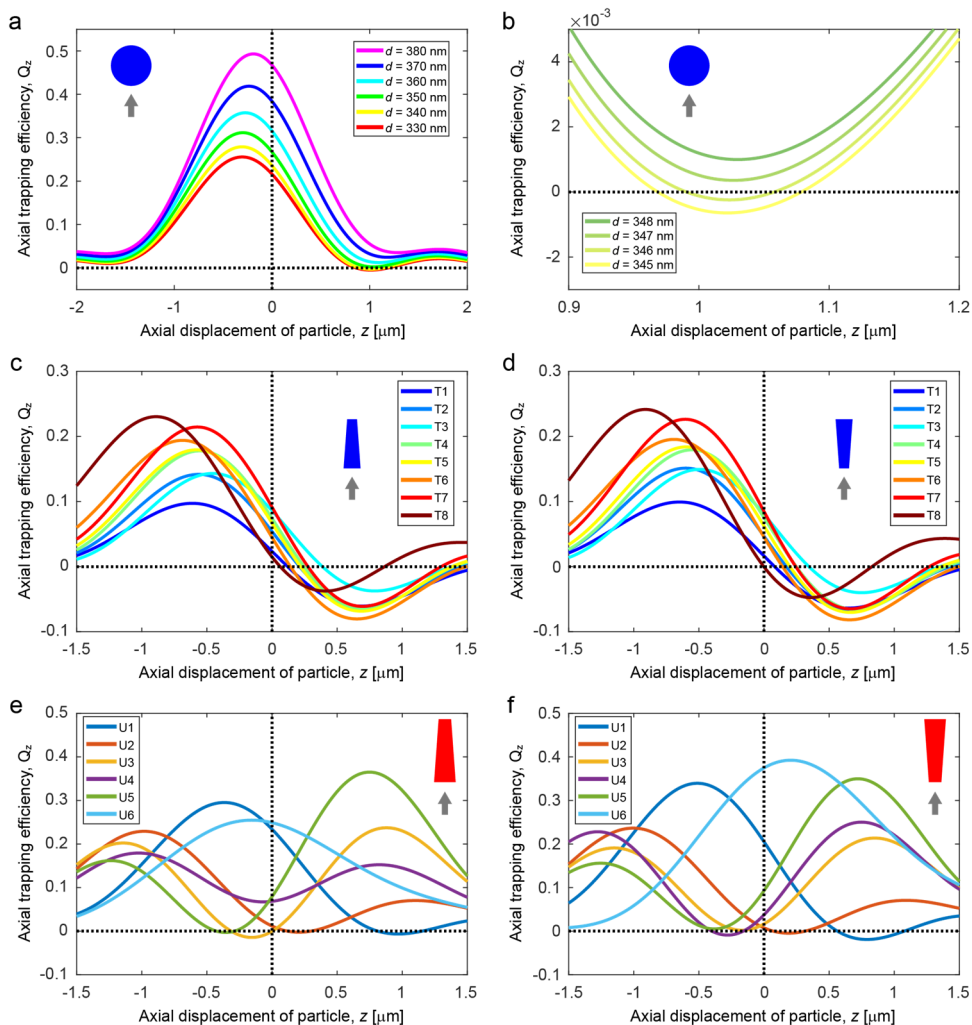 a
Axial trapping efficiency, Q_z
0.5
0.4
0.3
0.2
0.1
0
-2
-1
0
1
2
Axial displacement of particle, z [μm]
d = 380 nm
d = 370 nm
d = 360 nm
d = 350 nm
d = 340 nm
d = 330 nm
b
×10⁻³
Axial trapping efficiency, Q_z
4
2
0
-2
0.9
1
1.1
1.2
Axial displacement of particle, z [μm]
d = 348 nm
d = 347 nm
d = 346 nm
d = 345 nm
c
Axial trapping efficiency, Q_z
0.3
0.2
0.1
0
-0.1
-1.5
-1
-0.5
0
0.5
1
1.5
Axial displacement of particle, z [μm]
T1
T2
T3
T4
T5
T6
T7
T8
d
Axial trapping efficiency, Q_z
0.3
0.2
0.1
0
-0.1
-1.5
-1
-0.5
0
0.5
1
1.5
Axial displacement of particle, z [μm]
T1
T2
T3
T4
T5
T6
T7
T8
e
Axial trapping efficiency, Q_z
0.5
0.4
0.3
0.2
0.1
0
-0.1
-1.5
-1
-0.5
0
0.5
1
1.5
Axial displacement of particle, z [μm]
U1
U2
U3
U4
U5
U6
f
Axial trapping efficiency, Q_z
0.5
0.4
0.3
0.2
0.1
0
-0.1
-1.5
-1
-0.5
0
0.5
1
1.5
Axial displacement of particle, z [μm]
U1
U2
U3
U4
U5
U6